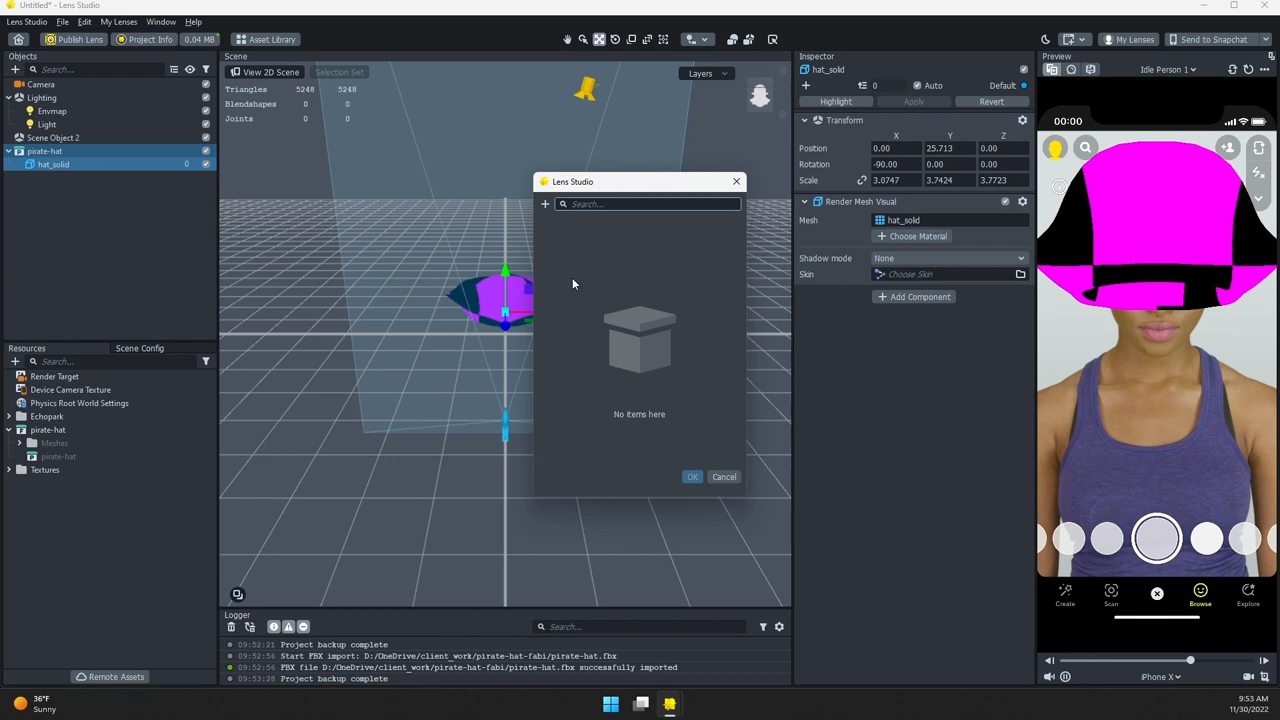 Untitled* - Lens Studio
Lens Studio File Edit My Lenses Window Help
Publish Lens Project Info 0.04 MB Asset Library My Lenses Send to Snapchat
Objects
Search...
Camera
Lighting
Envmap
Light
Scene Object 2
pirate-hat
hat_solid 0
Resources Scene Config
Search...
Render Target
Device Camera Texture
Physics Root World Settings
Echopark
pirate-hat
Meshes
pirate-hat
Textures
Remote Assets
Scene
View 2D Scene Selection Set Layers
Triangles 5248 5248
Blendshapes 0 0
Joints 0 0
Lens Studio
Search...
No items here
OK Cancel
Logger
Search...
09:52:21 Project backup complete
09:52:56 Start FBX import: D:/OneDrive/client_work/pirate-hat-fabi/pirate-hat.fbx
09:52:56 FBX file D:/OneDrive/client_work/pirate-hat-fabi/pirate-hat.fbx successfully imported
09:53:28 Project backup complete
Inspector
hat_solid
0 Auto Default
Highlight Apply Revert
Transform
X Y Z
Position 0.00 25.713 0.00
Rotation -90.00 0.00 0.00
Scale 3.0747 3.7424 3.7723
Render Mesh Visual
Mesh hat_solid
Choose Material
Shadow mode None
Skin Choose Skin
Add Component
Preview
Idle Person 1
00:00
Create Scan Browse Explore
iPhone X
36°F
Sunny
9:53 AM
11/30/2022